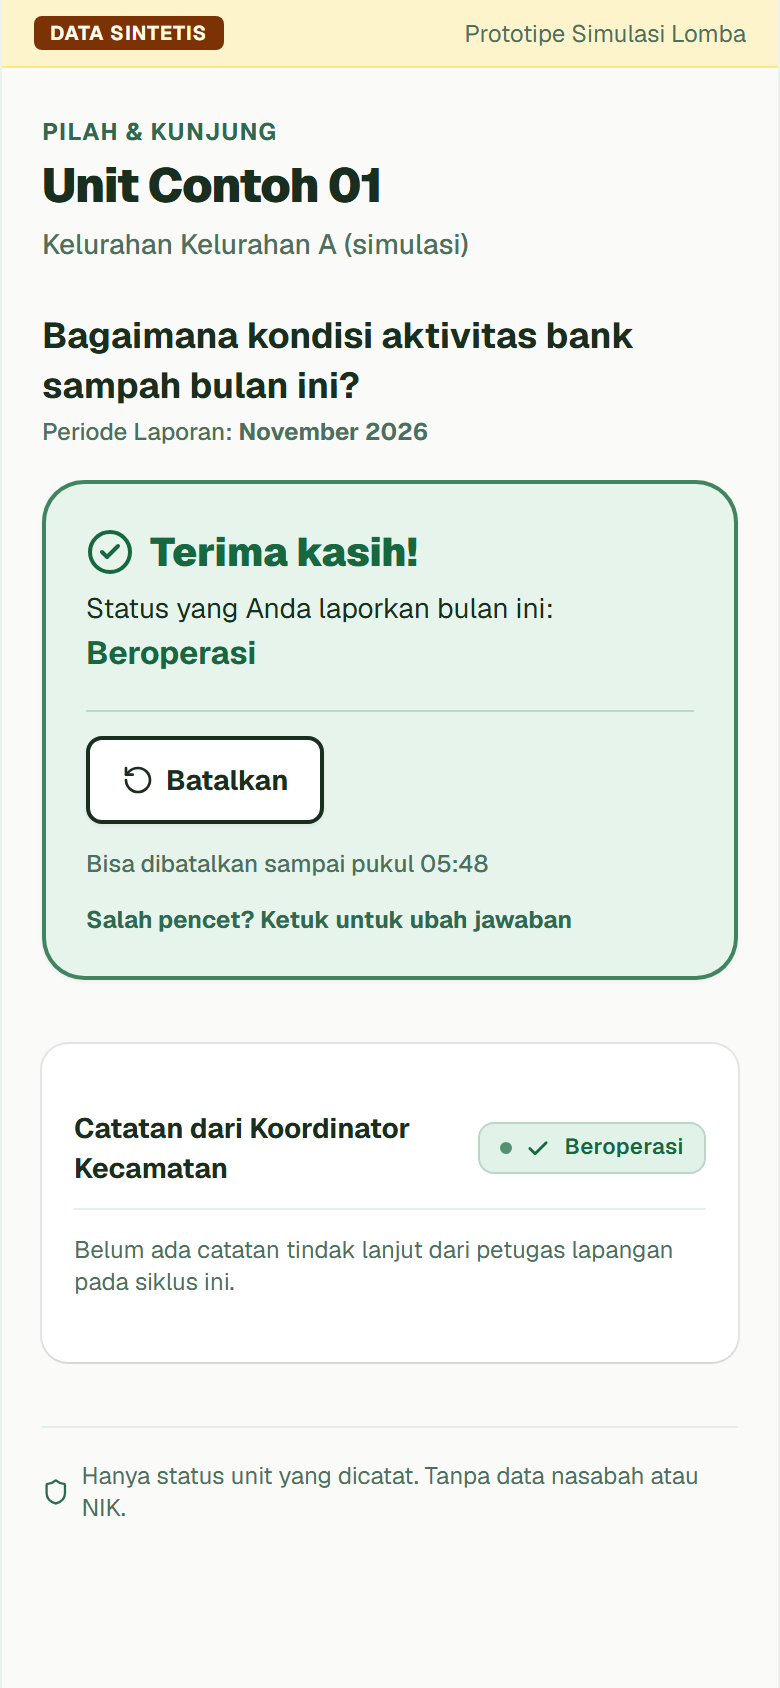 DATA SINTETIS
Prototipe Simulasi Lomba
PILAH & KUNJUNG
Unit Contoh 01
Kelurahan Kelurahan A (simulasi)
Bagaimana kondisi aktivitas bank
sampah bulan ini?
Periode Laporan: November 2026
Terima kasih!
Status yang Anda laporkan bulan ini:
Beroperasi
Batalkan
Bisa dibatalkan sampai pukul 05:48
Salah pencet? Ketuk untuk ubah jawaban
Catatan dari Koordinator
Kecamatan
Beroperasi
Belum ada catatan tindak lanjut dari petugas lapangan
pada siklus ini.
Hanya status unit yang dicatat. Tanpa data nasabah atau
NIK.